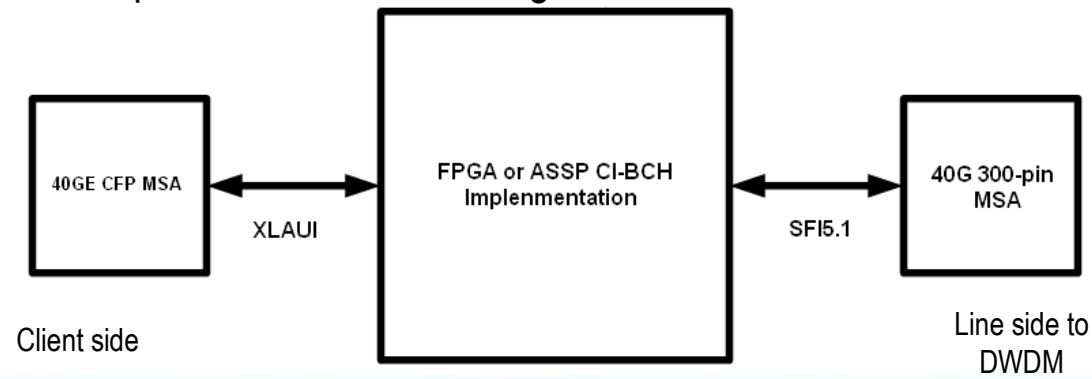 40GE CFP MSA
XLAUI
FPGA or ASSP CI-BCH
Implenmentation
SFI5.1
40G 300-pin
MSA
Client side
Line side to
DWDM